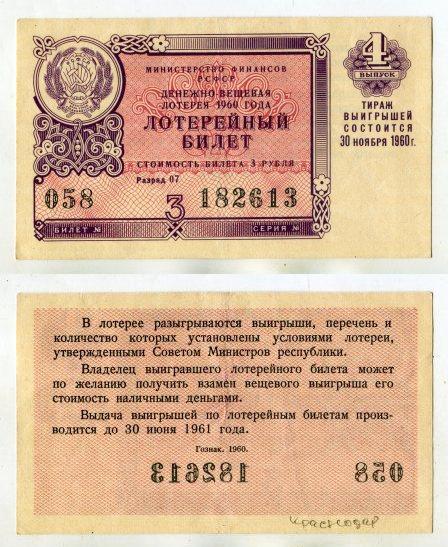 МИНИСТЕРСТВО ФИНАНСОВ
РСФСР
ДЕНЕЖНО-ВЕЩЕВАЯ
ЛОТЕРЕЯ 1960 ГОДА
ЛОТЕРЕЙНЫЙ
БИЛЕТ
СТОИМОСТЬ БИЛЕТА 3 РУБЛЯ
Разряд 07
058 3 182613
БИЛЕТ № СЕРИЯ №
4
ВЫПУСК
ТИРАЖ
ВЫИГРЫШЕЙ
СОСТОИТСЯ
30 НОЯБРЯ 1960г.
В лотерее разыгрываются выигрыши, перечень и
количество которых установлены условиями лотереи,
утвержденными Советом Министров республики.
Владелец выигравшего лотерейного билета может
по желанию получить взамен вещевого выигрыша его
стоимость наличными деньгами.
Выдача выигрышей по лотерейным билетам произ-
водится до 30 июня 1961 года.
Гознак. 1960.
182613 058
Краснодар